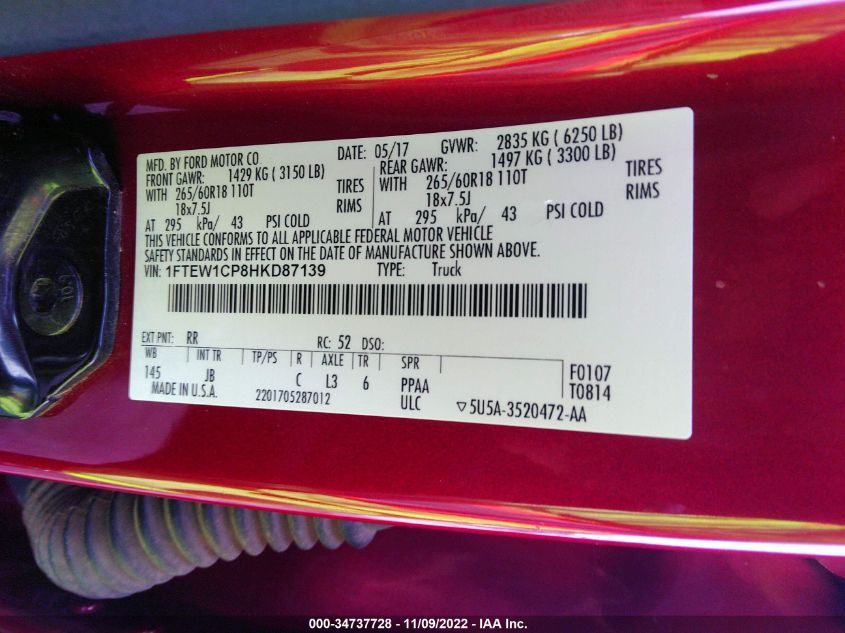 MFD. BY FORD MOTOR CO DATE: 05/17 GVWR: 2835 KG ( 6250 LB)
FRONT GAWR: 1429 KG ( 3150 LB) REAR GAWR: 1497 KG ( 3300 LB)
WITH 265/60R18 110T TIRES WITH 265/60R18 110T TIRES
18x7.5J RIMS 18x7.5J RIMS
AT 295 kPa/ 43 PSI COLD AT 295 kPa/ 43 PSI COLD
THIS VEHICLE CONFORMS TO ALL APPLICABLE FEDERAL MOTOR VEHICLE
SAFETY STANDARDS IN EFFECT ON THE DATE OF MANUFACTURE SHOWN ABOVE.
VIN: 1FTEW1CP8HKD87139 TYPE: Truck
EXT PNT: RR RC: 52 DSO:
WB INT TR TP/PS R AXLE TR SPR F0107
145 JB C L3 6 PPAA T0814
MADE IN U.S.A. 2201705287012 ULC ▽5U5A-3520472-AA
000-34737728 - 11/09/2022 - IAA Inc.